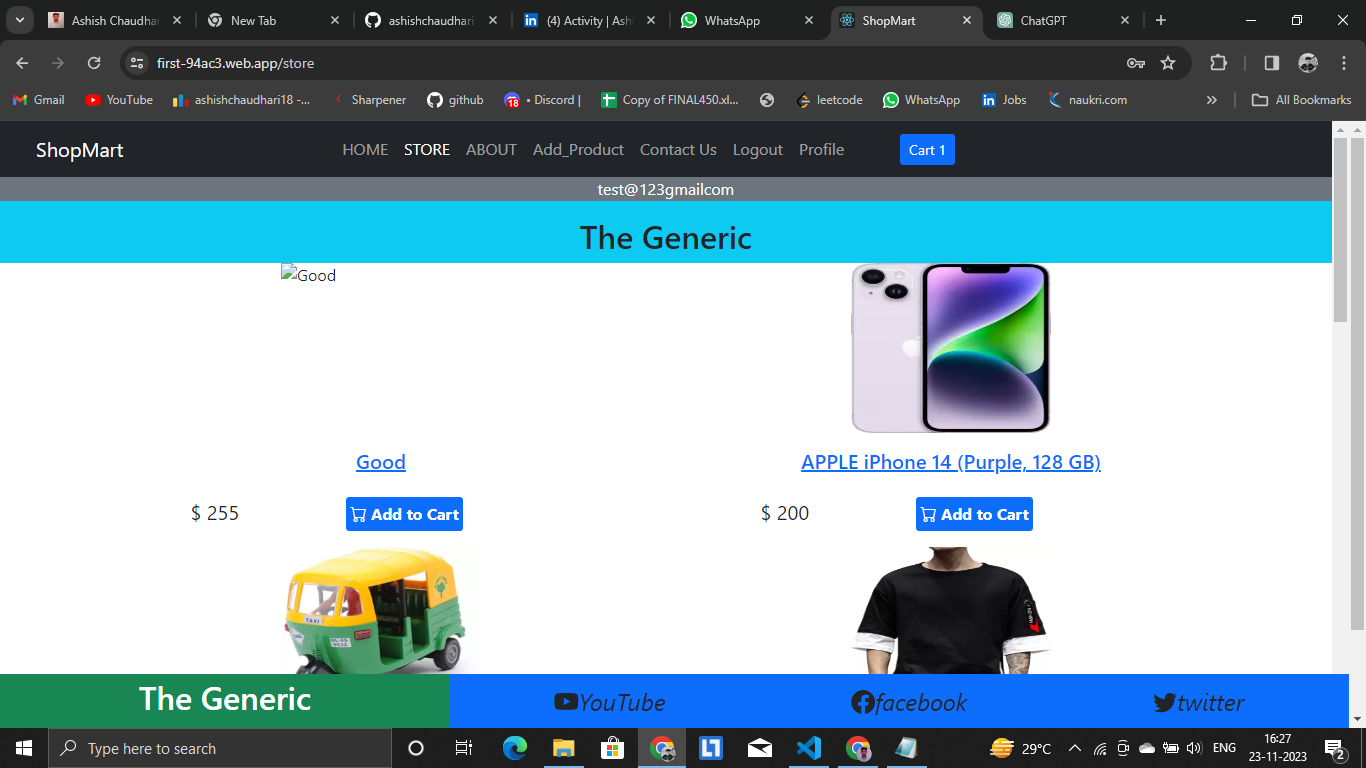 Ashish Chaudhar
New Tab
ashishchaudhari
(4) Activity | Ashi
WhatsApp
ShopMart
ChatGPT
first-94ac3.web.app/store
Gmail
YouTube
ashishchaudhari18 -...
Sharpener
github
18
• Discord |
Copy of FINAL450.xl...
leetcode
WhatsApp
Jobs
naukri.com
»
All Bookmarks
ShopMart
HOME
STORE
ABOUT
Add_Product
Contact Us
Logout
Profile
Cart 1
test@123gmailcom
The Generic
Good
Good
APPLE iPhone 14 (Purple, 128 GB)
$ 255
Add to Cart
$ 200
Add to Cart
TAXI
The Generic
YouTube
facebook
twitter
Type here to search
29°C
ENG
16:27
23-11-2023
2